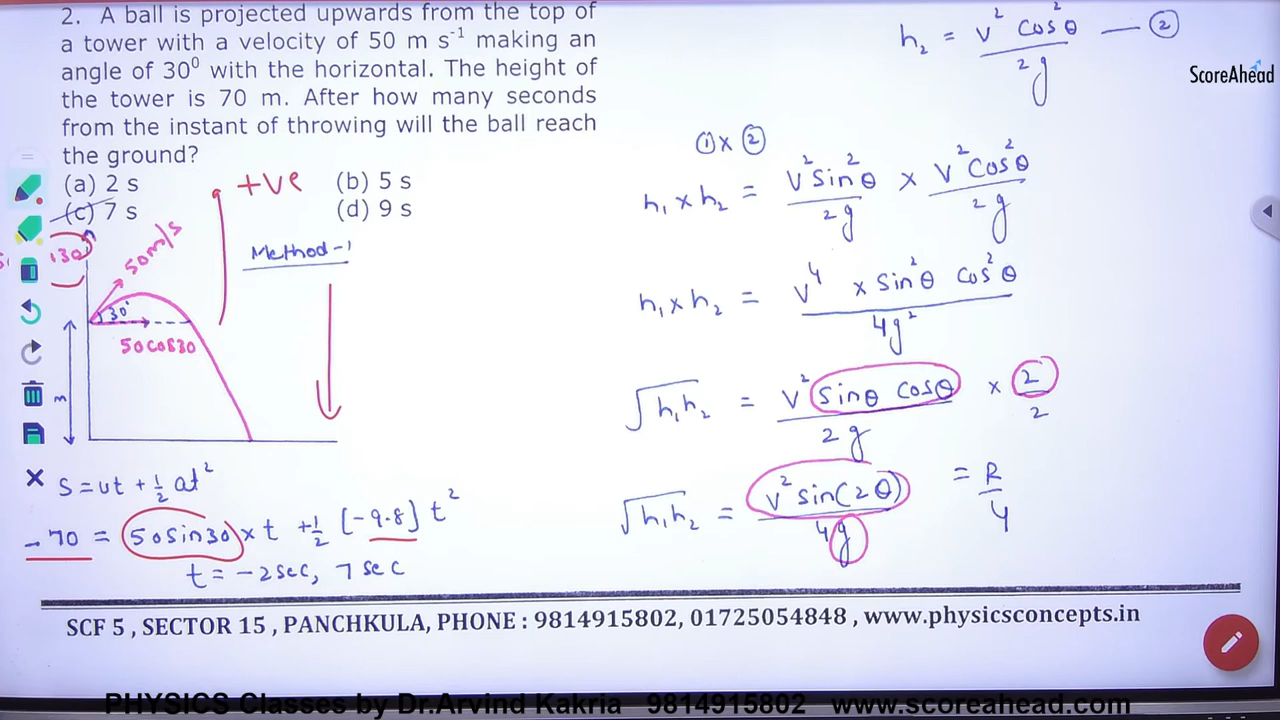 2. A ball is projected upwards from the top of
a tower with a velocity of 50 m s⁻¹ making an
angle of 30⁰ with the horizontal. The height of
the tower is 70 m. After how many seconds
from the instant of throwing will the ball reach
the ground?
(a) 2 s
(b) 5 s
(c) 7 s
(d) 9 s
+ve
Method-1
50 m/s
30°
50cos30
m
× S = ut + ½ at²
-70 = 50sin30 × t + ½ [-9.8] t²
t = -2sec, 7 sec
h₂ = v² cos²θ / 2g — ②
ScoreAhead
① × ②
h₁ × h₂ = v² sin²θ / 2g × v² cos²θ / 2g
h₁ × h₂ = v⁴ × sin²θ cos²θ / 4g²
√h₁h₂ = v² sinθ cosθ / 2g × 2 / 2
√h₁h₂ = v² sin(2θ) / 4g = R / 4
SCF 5 , SECTOR 15 , PANCHKULA, PHONE : 9814915802, 01725054848 , www.physicsconcepts.in
PHYSICS Classes by Dr.Arvind Kakria 9814915802 www.scoreahead.com